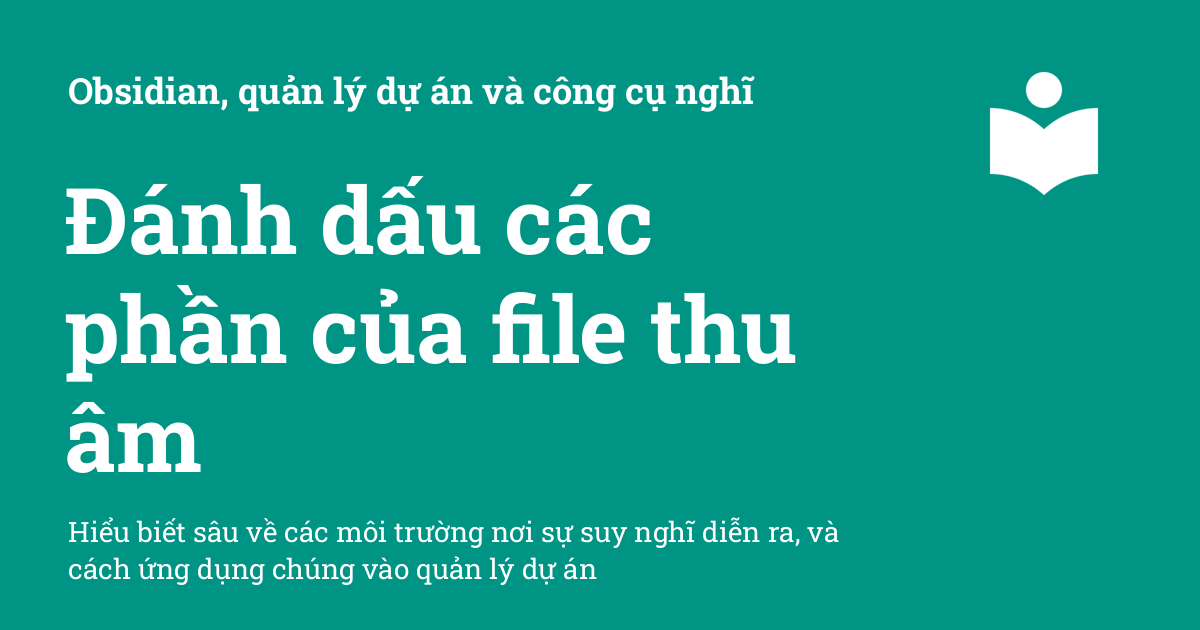 Obsidian, quản lý dự án và công cụ nghĩ
Đánh dấu các
phần của file thu
âm
Hiểu biết sâu về các môi trường nơi sự suy nghĩ diễn ra, và
cách ứng dụng chúng vào quản lý dự án